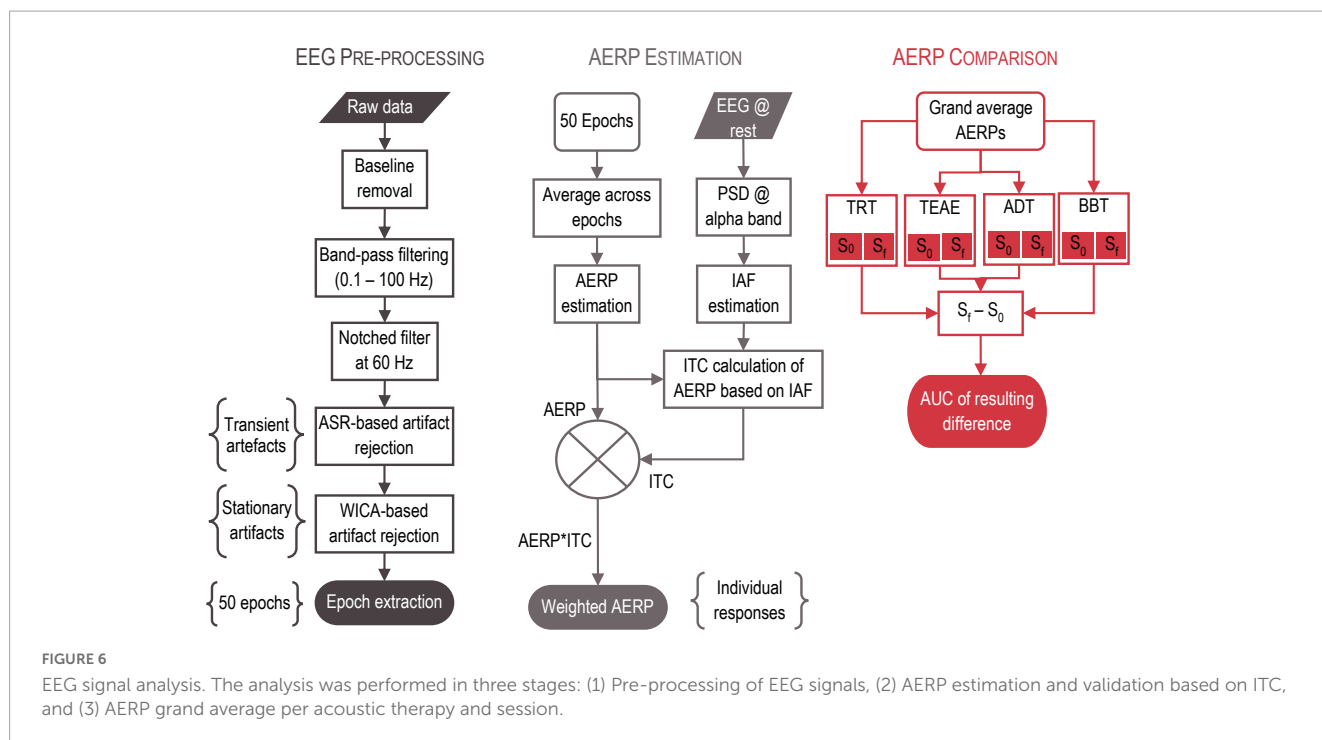 EEG PRE-PROCESSING
Raw data
Baseline
removal
Band-pass filtering
(0.1 – 100 Hz)
Notched filter
at 60 Hz
Transient
artefacts
ASR-based artifact
rejection
Stationary
artifacts
WICA-based
artifact rejection
50 epochs
Epoch extraction
AERP ESTIMATION
50 Epochs
Average across
epochs
AERP
estimation
EEG @
rest
PSD @
alpha band
IAF
estimation
ITC calculation of
AERP based on IAF
AERP
ITC
AERP*ITC
Weighted AERP
Individual
responses
AERP COMPARISON
Grand average
AERPs
TRT
S0 Sf
TEAE
S0 Sf
ADT
S0 Sf
BBT
S0 Sf
Sf – S0
AUC of resulting
difference
FIGURE 6
EEG signal analysis. The analysis was performed in three stages: (1) Pre-processing of EEG signals, (2) AERP estimation and validation based on ITC,
and (3) AERP grand average per acoustic therapy and session.